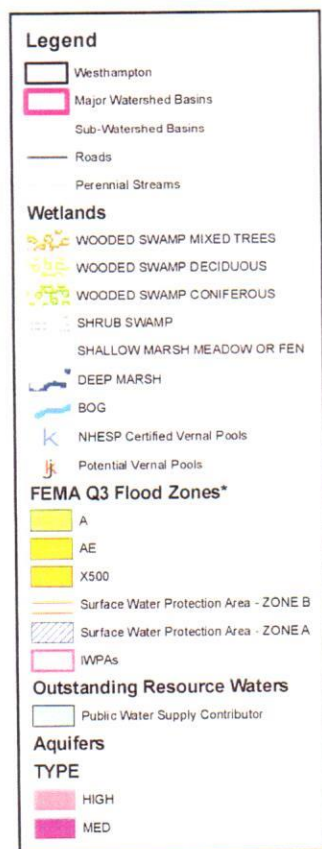 Legend
Westhampton
Major Watershed Basins
Sub-Watershed Basins
Roads
Perennial Streams
Wetlands
WOODED SWAMP MIXED TREES
WOODED SWAMP DECIDUOUS
WOODED SWAMP CONIFEROUS
SHRUB SWAMP
SHALLOW MARSH MEADOW OR FEN
DEEP MARSH
BOG
NHESP Certified Vernal Pools
Potential Vernal Pools
FEMA Q3 Flood Zones*
A
AE
X500
Surface Water Protection Area - ZONE B
Surface Water Protection Area - ZONE A
IWPAs
Outstanding Resource Waters
Public Water Supply Contributor
Aquifers
TYPE
HIGH
MED